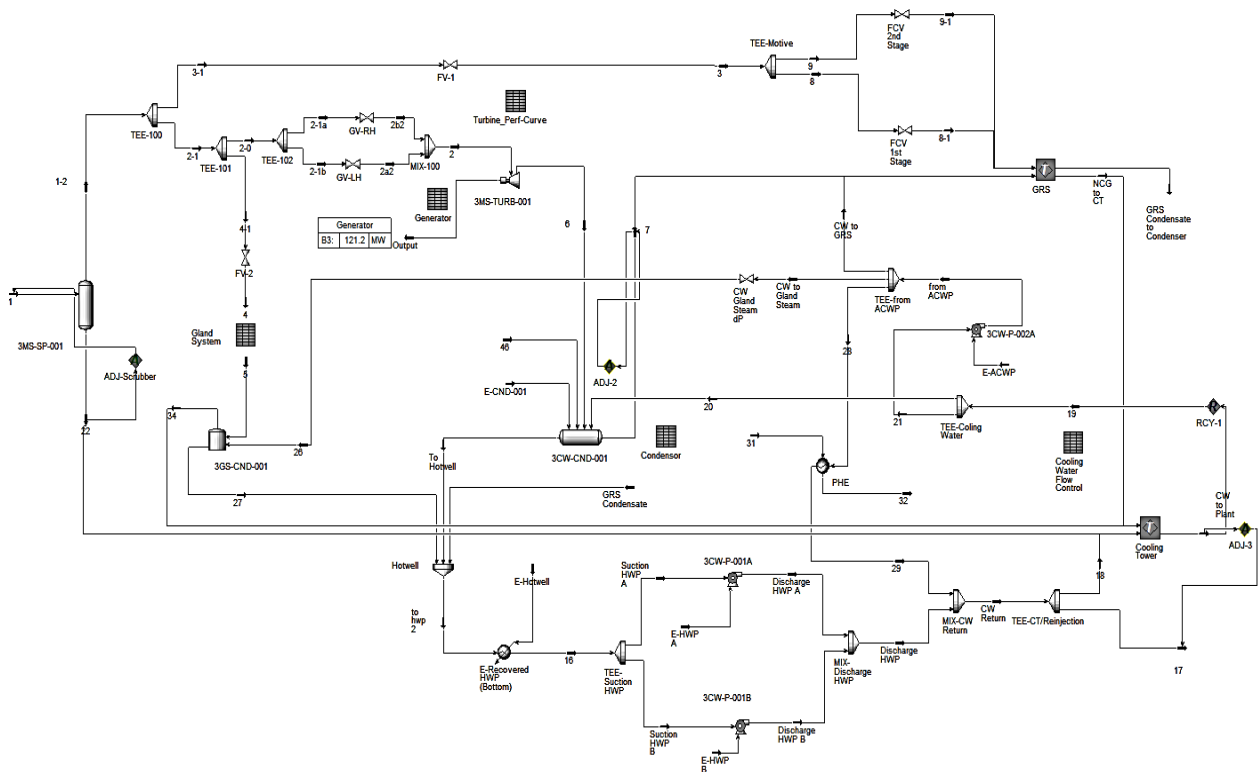 FCV
2nd
Stage
9-1
TEE-Motive
3-1
FV-1
3
9
8
TEE-100
2-1
TEE-101
2-0
TEE-102
2-1a
GV-RH
2b2
2-1b
GV-LH
2a2
MIX-100
2
Turbine_Perf-Curve
FCV
1st
Stage
8-1
GRS
NCG
to
CT
GRS
Condensate
to
Condenser
1-2
3MS-TURB-001
Generator
Generator
B3: 121.2 MW
Output
6
7
4-1
FV-2
4
CW to
GRS
CW
Gland
Steam
dP
CW to
Gland
Steam
TEE-from
ACWP
from
ACWP
1
3MS-SP-001
ADJ-Scrubber
Gland
System
5
46
E-CND-001
ADJ-2
28
3CW-P-002A
E-ACWP
20
21
TEE-Coling
Water
19
RCY-1
34
22
3GS-CND-001
26
To
Hotwell
3CW-CND-001
Condensor
31
PHE
32
Cooling
Water
Flow
Control
27
GRS
Condensate
CW
to
Plant
Cooling
Tower
ADJ-3
Hotwell
E-Hotwell
to
hwp
2
E-Recovered
HWP
(Bottom)
16
TEE-
Suction
HWP
Suction
HWP
A
3CW-P-001A
Discharge
HWP A
E-HWP
A
MIX-
Discharge
HWP
Discharge
HWP
29
MIX-CW
Return
CW
Return
TEE-CT/Reinjection
18
17
3CW-P-001B
Suction
HWP
B
Discharge
HWP B
E-HWP
B